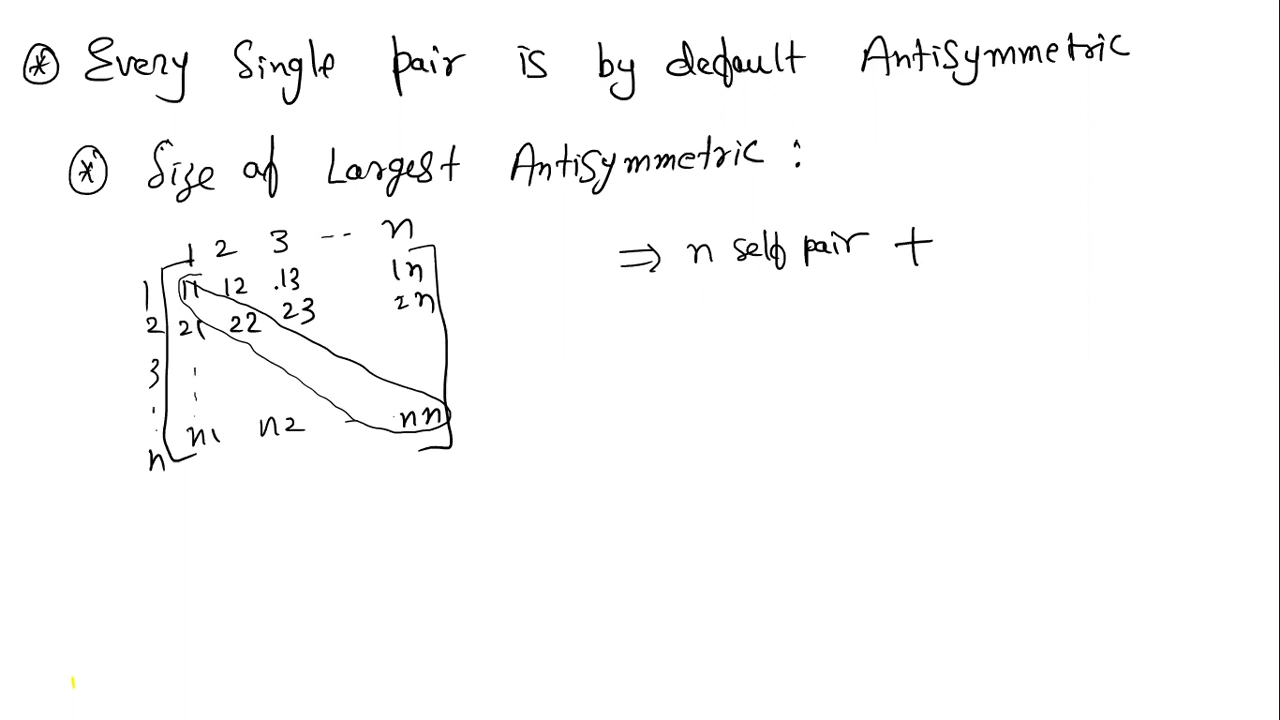 * Every Single pair is by default Antisymmetric
* Size of Largest Antisymmetric :
1 2 3 -- n
⇒ n self pair +
1 11 12 .13 1n
2 21 22 23 2n
3
n n1 n2 nn